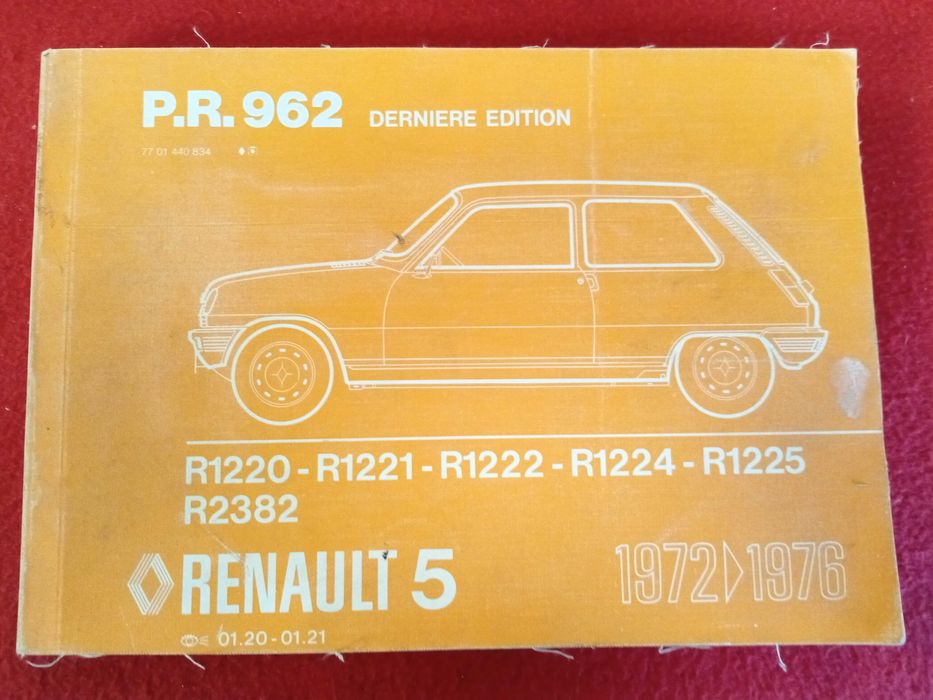 P.R. 962 DERNIERE EDITION
77 01 440 834
R1220 - R1221 - R1222 - R1224 - R1225
R2382
RENAULT 5 1972 1976
01.20 - 01.21